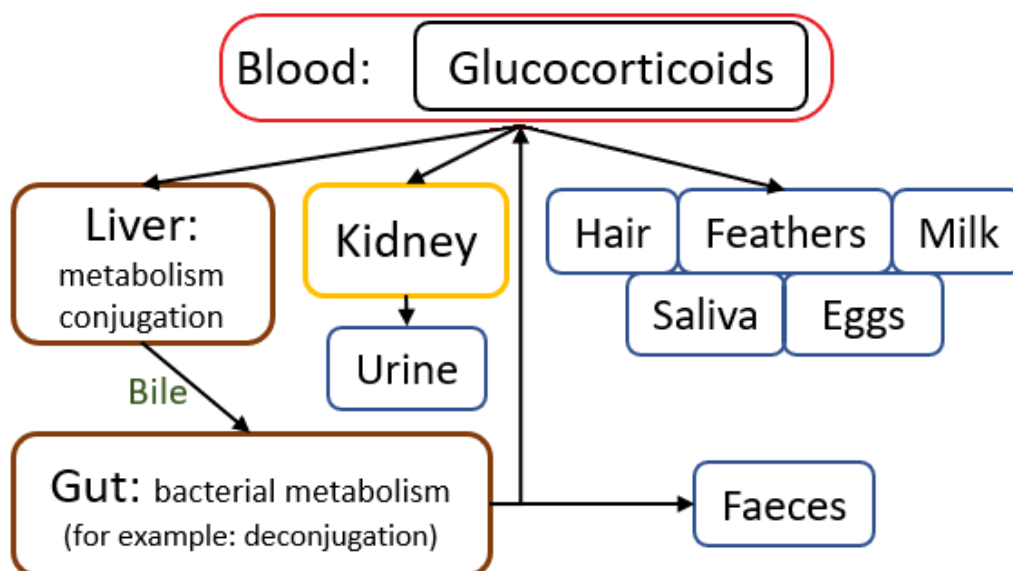 Blood: Glucocorticoids
Liver:
metabolism
conjugation
Kidney
Hair Feathers Milk
Saliva Eggs
Urine
Bile
Gut: bacterial metabolism
(for example: deconjugation)
Faeces